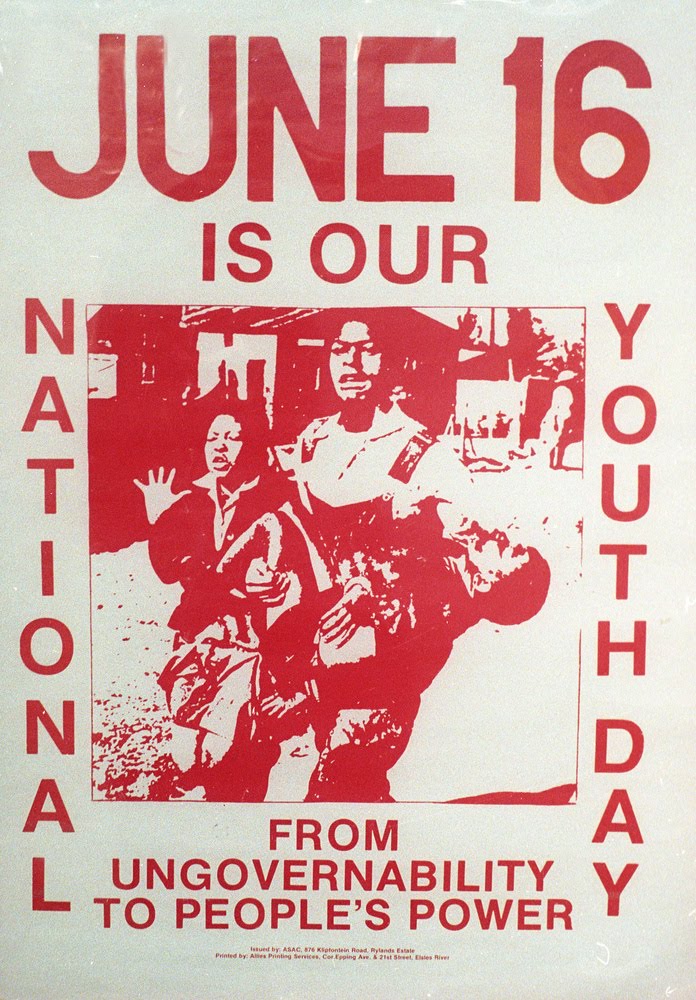 JUNE 16
IS OUR
NATIONAL
YOUTH DAY
FROM
UNGOVERNABILITY
TO PEOPLE'S POWER
Issued by: ASAC, 876 Klipfontein Road, Rylands Estate
Printed by: Allies Printing Services, Cor.Epping Ave. & 21st Street, Elsies River